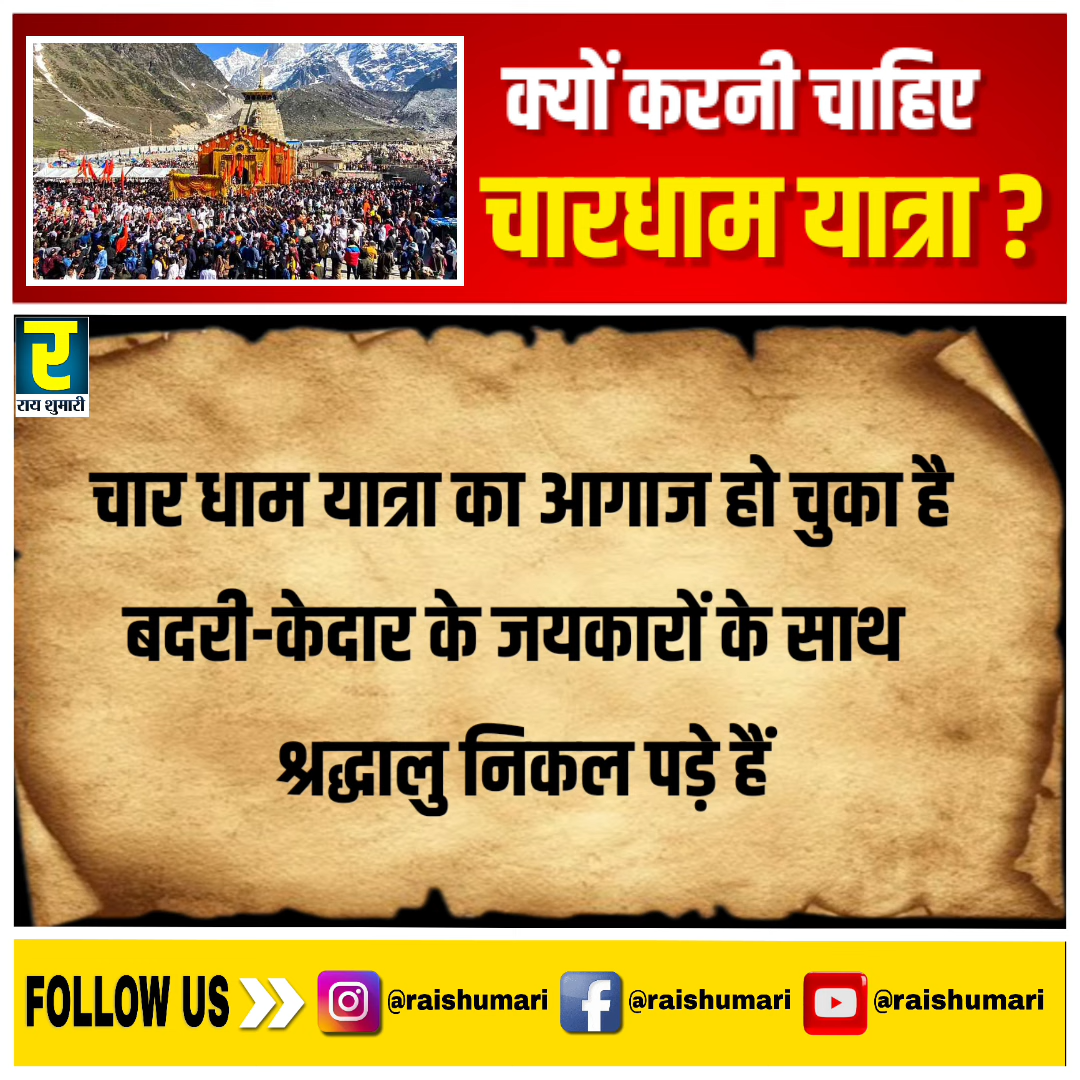 क्यों करनी चाहिए
चारधाम यात्रा ?
र
राय शुमारी
चार धाम यात्रा का आगाज हो चुका है
बदरी-केदार के जयकारों के साथ
श्रद्धालु निकल पड़े हैं
FOLLOW US @raishumari @raishumari @raishumari